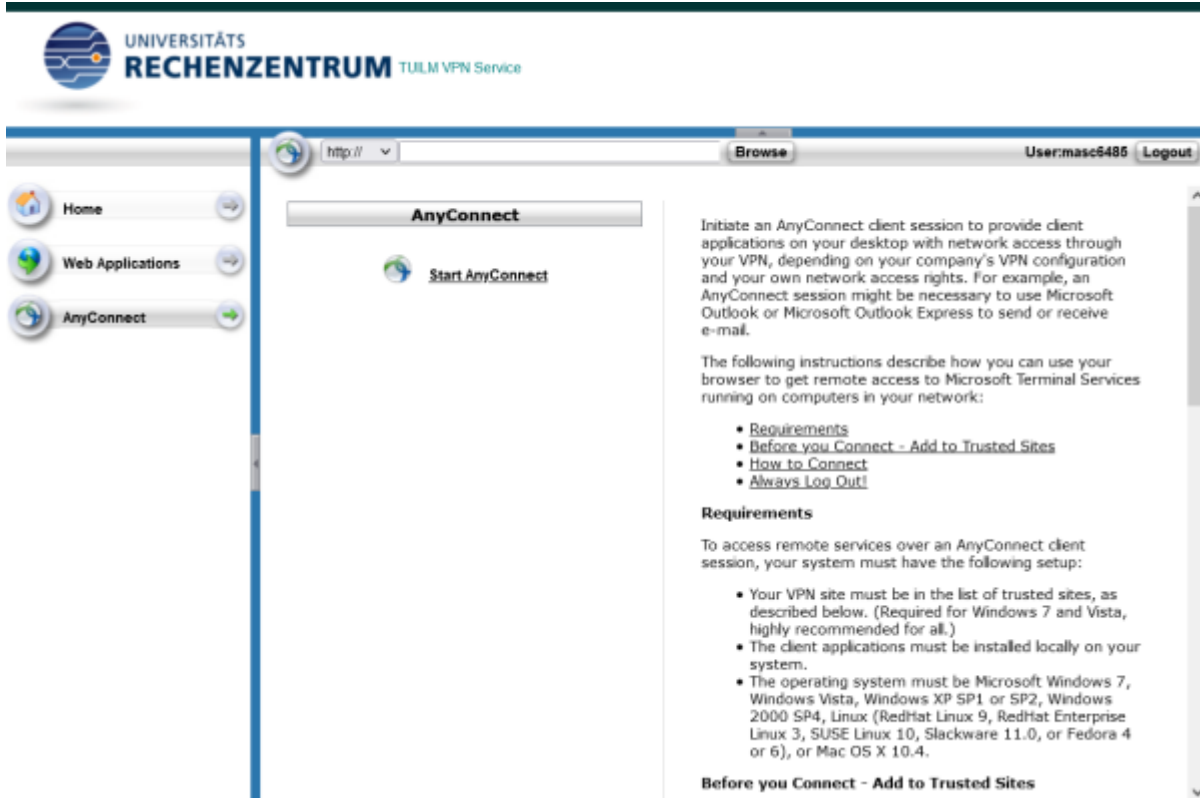 UNIVERSITÄTS
RECHENZENTRUM TUILM VPN Service
http:// Browse User:masc6485 Logout
Home
Web Applications
AnyConnect
AnyConnect
Start AnyConnect
Initiate an AnyConnect client session to provide client
applications on your desktop with network access through
your VPN, depending on your company's VPN configuration
and your own network access rights. For example, an
AnyConnect session might be necessary to use Microsoft
Outlook or Microsoft Outlook Express to send or receive
e-mail.
The following instructions describe how you can use your
browser to get remote access to Microsoft Terminal Services
running on computers in your network:
• Requirements
• Before you Connect - Add to Trusted Sites
• How to Connect
• Always Log Out!
Requirements
To access remote services over an AnyConnect client
session, your system must have the following setup:
• Your VPN site must be in the list of trusted sites, as
described below. (Required for Windows 7 and Vista,
highly recommended for all.)
• The client applications must be installed locally on your
system.
• The operating system must be Microsoft Windows 7,
Windows Vista, Windows XP SP1 or SP2, Windows
2000 SP4, Linux (RedHat Linux 9, RedHat Enterprise
Linux 3, SUSE Linux 10, Slackware 11.0, or Fedora 4
or 6), or Mac OS X 10.4.
Before you Connect - Add to Trusted Sites